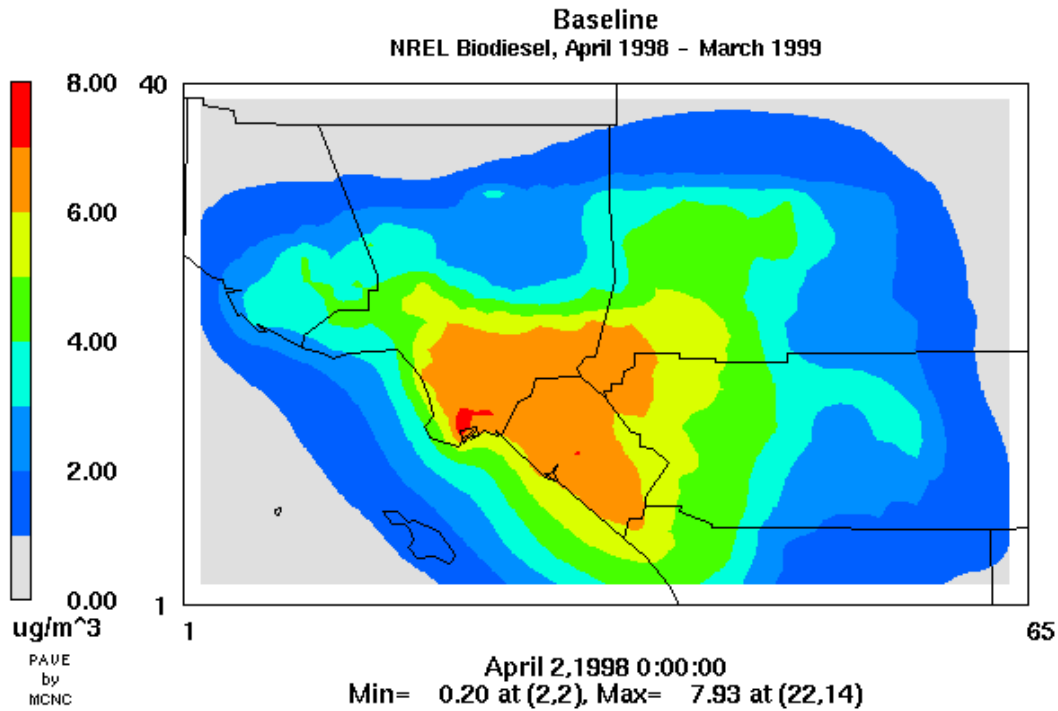 Baseline
NREL Biodiesel, April 1998 - March 1999
8.00
6.00
4.00
2.00
0.00
ug/m^3
PAVE
by
MCNC
40
1
1
65
April 2,1998 0:00:00
Min= 0.20 at (2,2), Max= 7.93 at (22,14)